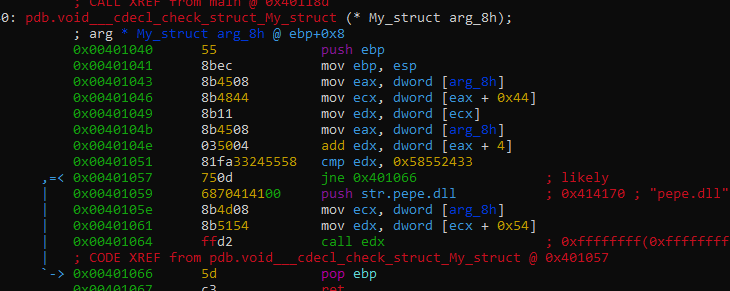 ; CALL XREF from main @ 0x40118d
40: pdb.void___cdecl_check_struct_My_struct (* My_struct arg_8h);
; arg * My_struct arg_8h @ ebp+0x8
0x00401040 55 push ebp
0x00401041 8bec mov ebp, esp
0x00401043 8b4508 mov eax, dword [arg_8h]
0x00401046 8b4844 mov ecx, dword [eax + 0x44]
0x00401049 8b11 mov edx, dword [ecx]
0x0040104b 8b4508 mov eax, dword [arg_8h]
0x0040104e 035004 add edx, dword [eax + 4]
0x00401051 81fa33245558 cmp edx, 0x58552433
,=< 0x00401057 750d jne 0x401066 ; likely
| 0x00401059 6870414100 push str.pepe.dll ; 0x414170 ; "pepe.dll"
| 0x0040105e 8b4d08 mov ecx, dword [arg_8h]
| 0x00401061 8b5154 mov edx, dword [ecx + 0x54]
| 0x00401064 ffd2 call edx ; 0xffffffff(0xffffffff
| ; CODE XREF from pdb.void___cdecl_check_struct_My_struct @ 0x401057
`-> 0x00401066 5d pop ebp
0x00401067 c3 ret